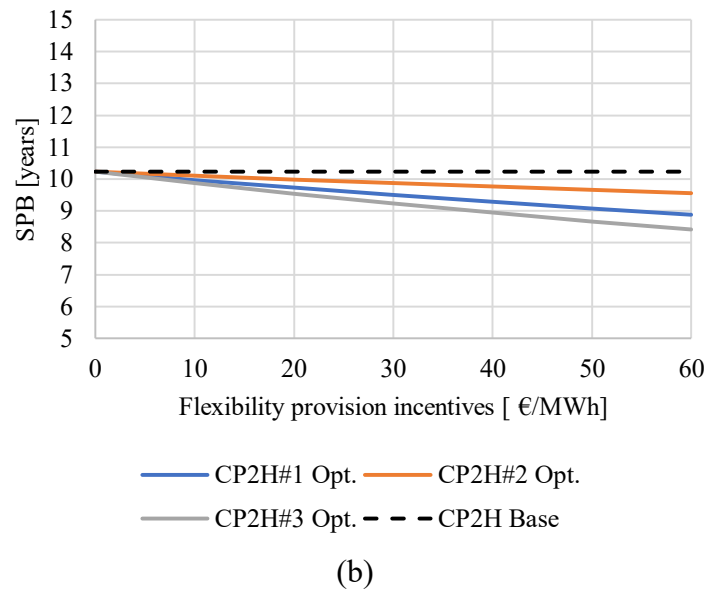 15
14
13
12
11
10
9
8
7
6
5
SPB [years]
0 10 20 30 40 50 60
Flexibility provision incentives [ €/MWh]
CP2H#1 Opt. CP2H#2 Opt.
CP2H#3 Opt. CP2H Base
(b)